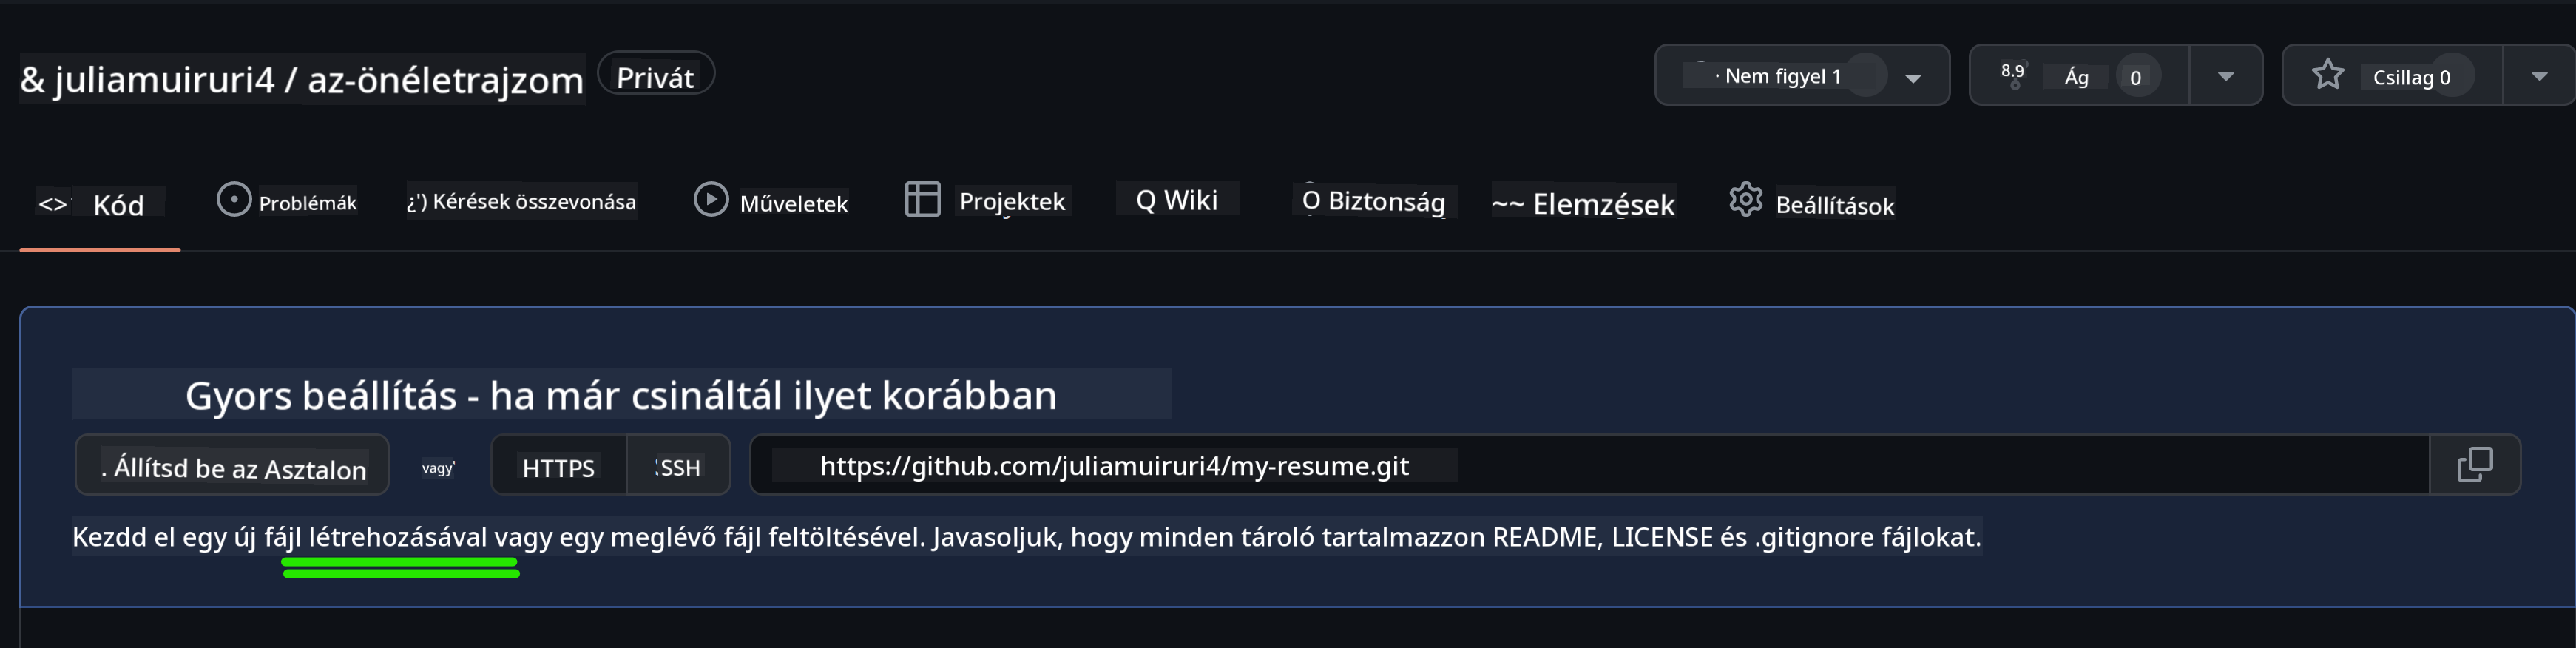 & juliamuiruri4 / az-önéletrajzom Privát
· Nem figyel 1
8.9 Ág 0
Csillag 0
<> Kód
Problémák
¿') Kérések összevonása
Műveletek
Projektek
Q Wiki
O Biztonság
~~ Elemzések
Beállítások
Gyors beállítás - ha már csináltál ilyet korábban
. Állítsd be az Asztalon vagy HTTPS SSH https://github.com/juliamuiruri4/my-resume.git
Kezdd el egy új fájl létrehozásával vagy egy meglévő fájl feltöltésével. Javasoljuk, hogy minden tároló tartalmazzon README, LICENSE és .gitignore fájlokat.